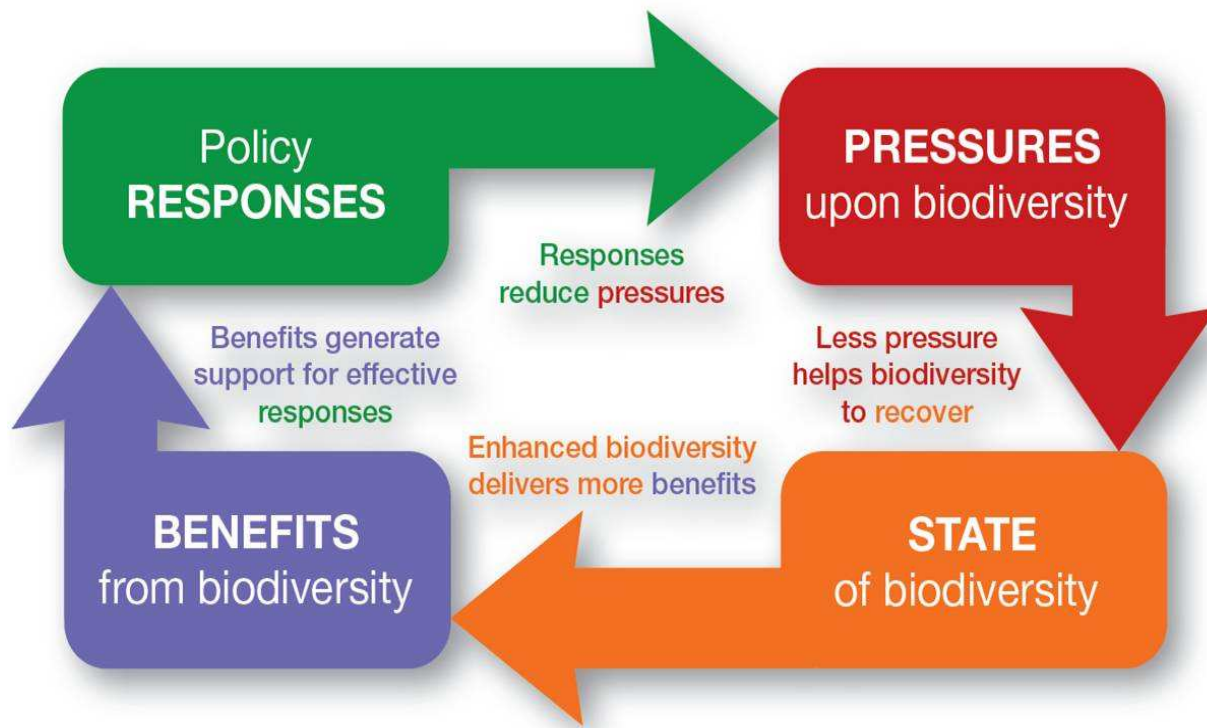 Policy
RESPONSES
PRESSURES
upon biodiversity
Responses
reduce pressures
Benefits generate
support for effective
responses
Less pressure
helps biodiversity
to recover
Enhanced biodiversity
delivers more benefits
BENEFITS
from biodiversity
STATE
of biodiversity